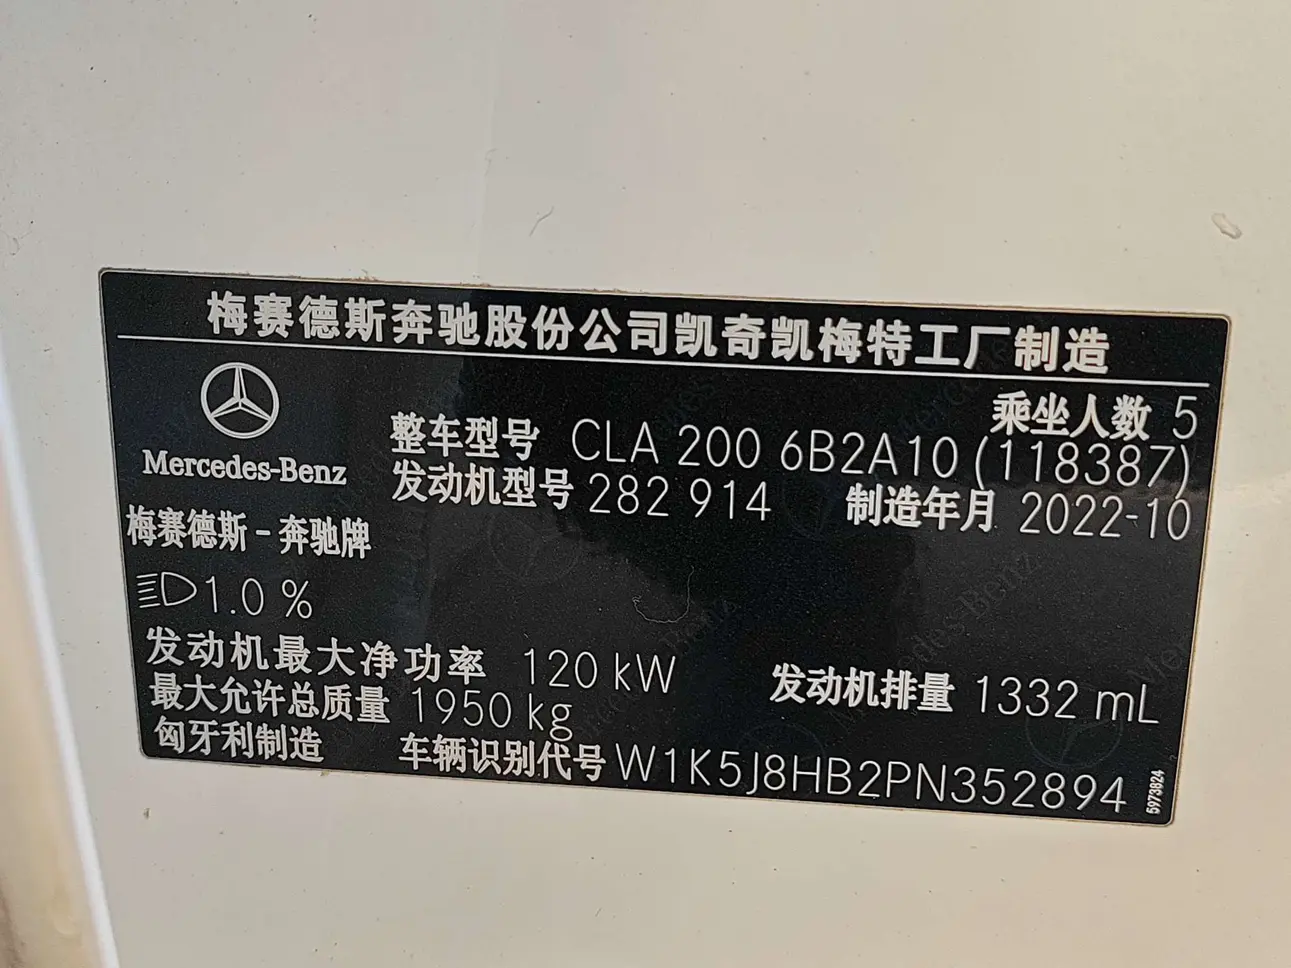 梅赛德斯奔驰股份公司凯奇凯梅特工厂制造
乘坐人数 5
Mercedes-Benz
整车型号 CLA 200 6B2A10 (118387)
发动机型号 282 914 制造年月 2022-10
梅赛德斯-奔驰牌
1.0 %
发动机最大净功率 120 kW 发动机排量 1332 mL
最大允许总质量 1950 kg
匈牙利制造 车辆识别代号 W1K5J8HB2PN352894
5973824